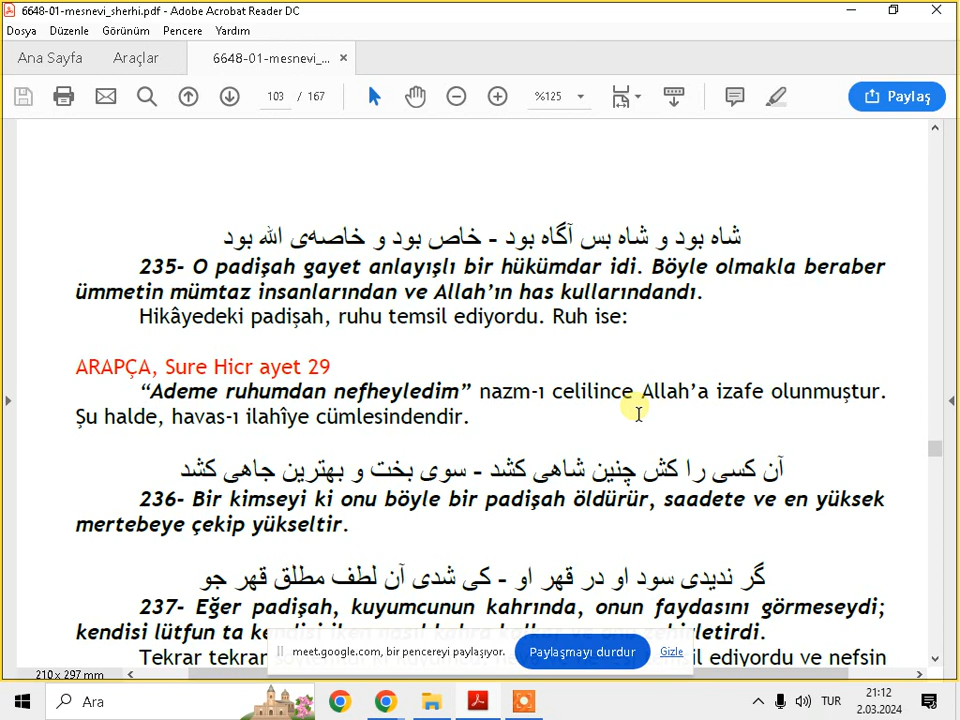 6648-01-mesnevi_sherhi.pdf - Adobe Acrobat Reader DC
Dosya Düzenle Görünüm Pencere Yardım
Ana Sayfa Araçlar 6648-01-mesnevi_... ×
103 / 167 %125 Paylaş
شاه بود و شاه بس آگاه بود - خاص بود و خاصه‌ی الله بود
235- O padişah gayet anlayışlı bir hükümdar idi. Böyle olmakla beraber
ümmetin mümtaz insanlarından ve Allah’ın has kullarındandı.
Hikâyedeki padişah, ruhu temsil ediyordu. Ruh ise:
ARAPÇA, Sure Hicr ayet 29
“Ademe ruhumdan nefheyledim” nazm-ı celilince Allah’a izafe olunmuştur.
Şu halde, havas-ı ilahîye cümlesindendir.
آن کسی را کش چنین شاهی کشد - سوی بخت و بهترین جاهی کشد
236- Bir kimseyi ki onu böyle bir padişah öldürür, saadete ve en yüksek
mertebeye çekip yükseltir.
گر ندیدی سود او در قهر او - کی شدی آن لطف مطلق قهر جو
237- Eğer padişah, kuyumcunun kahrında, onun faydasını görmeseydi;
kendisi lütfun ta
letirdi.
Tekrar tekrar
il ediyordu ve nefsin
meet.google.com, bir pencereyi paylaşıyor. Paylaşmayı durdur Gizle
210 x 297 mm
Ara
TUR
21:12
2.03.2024